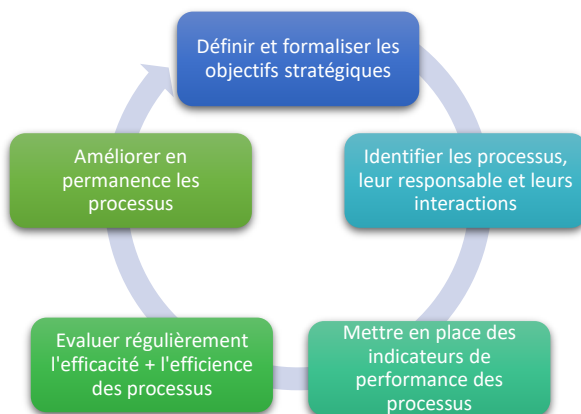 Définir et formaliser les
objectifs stratégiques
Identifier les processus,
leur responsable et leurs
interactions
Mettre en place des
indicateurs de
performance des
processus
Evaluer régulièrement
l'efficacité + l'efficience
des processus
Améliorer en
permanence les
processus